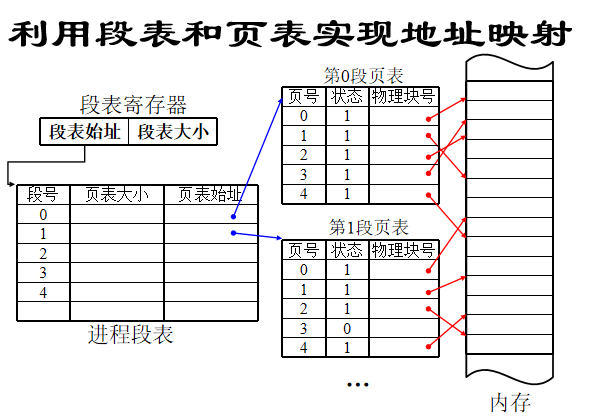 利用段表和页表实现地址映射
段表寄存器
段表始址 段表大小
段号 页表大小 页表始址
0
1
2
3
4
进程段表
第0段页表
页号 状态 物理块号
0 1
1 1
2 1
3 1
4 1
第1段页表
页号 状态 物理块号
0 1
1 1
2 1
3 0
4 1
...
内存